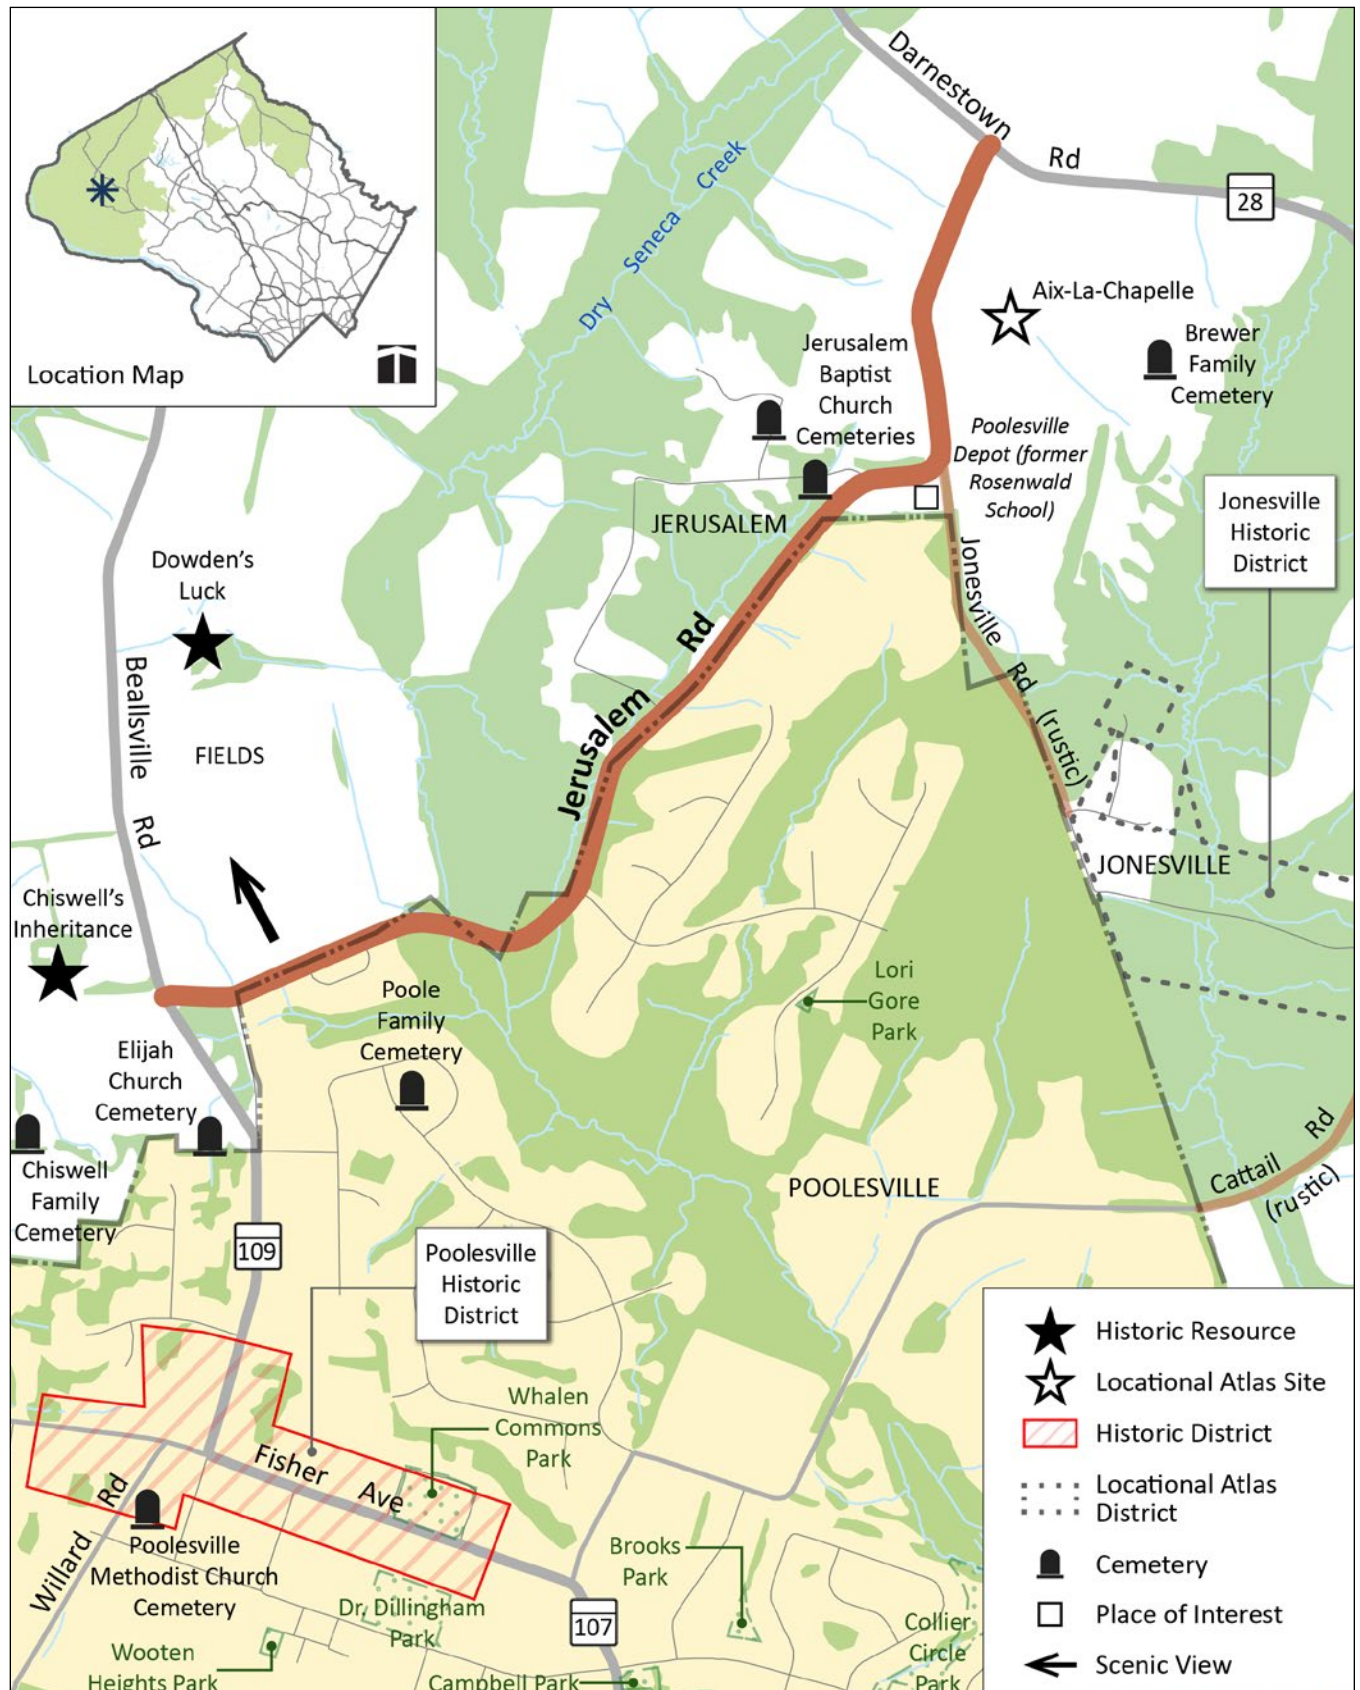 Location Map
Darnestown
Rd
28
Dry Seneca Creek
Aix-La-Chapelle
Brewer
Family
Cemetery
Jerusalem
Baptist
Church
Cemeteries
Poolesville
Depot (former
Rosenwald
School)
JERUSALEM
Jonesville
Historic
District
Dowden's
Luck
Jonesville Rd (rustic)
Jerusalem Rd
Beallsville Rd
FIELDS
JONESVILLE
Chiswell's
Inheritance
Lori
Gore
Park
Poole
Family
Cemetery
Elijah
Church
Cemetery
Chiswell
Family
Cemetery
Cattail Rd
(rustic)
POOLESVILLE
109
Poolesville
Historic
District
Whalen
Commons
Park
Fisher Ave
Willard Rd
Poolesville
Methodist Church
Cemetery
Dr. Dillingham
Park
Brooks
Park
107
Wooten
Heights Park
Campbell Park
Collier
Circle
Park
Historic Resource
Locational Atlas Site
Historic District
Locational Atlas
District
Cemetery
Place of Interest
Scenic View